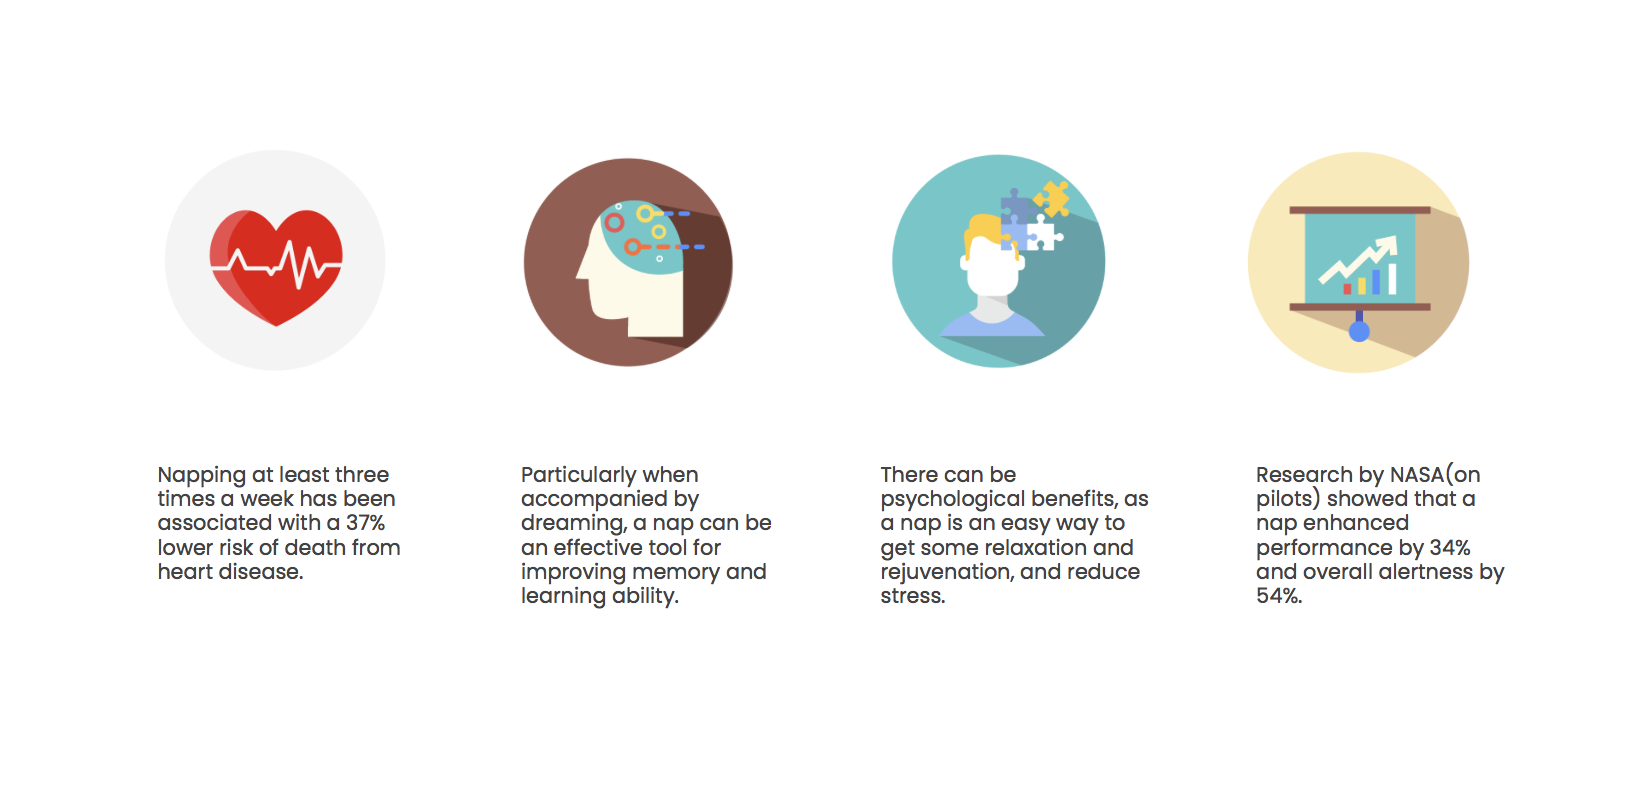 Napping at least three
times a week has been
associated with a 37%
lower risk of death from
heart disease.
Particularly when
accompanied by
dreaming, a nap can be
an effective tool for
improving memory and
learning ability.
There can be
psychological benefits, as
a nap is an easy way to
get some relaxation and
rejuvenation, and reduce
stress.
Research by NASA(on
pilots) showed that a
nap enhanced
performance by 34%
and overall alertness by
54%.